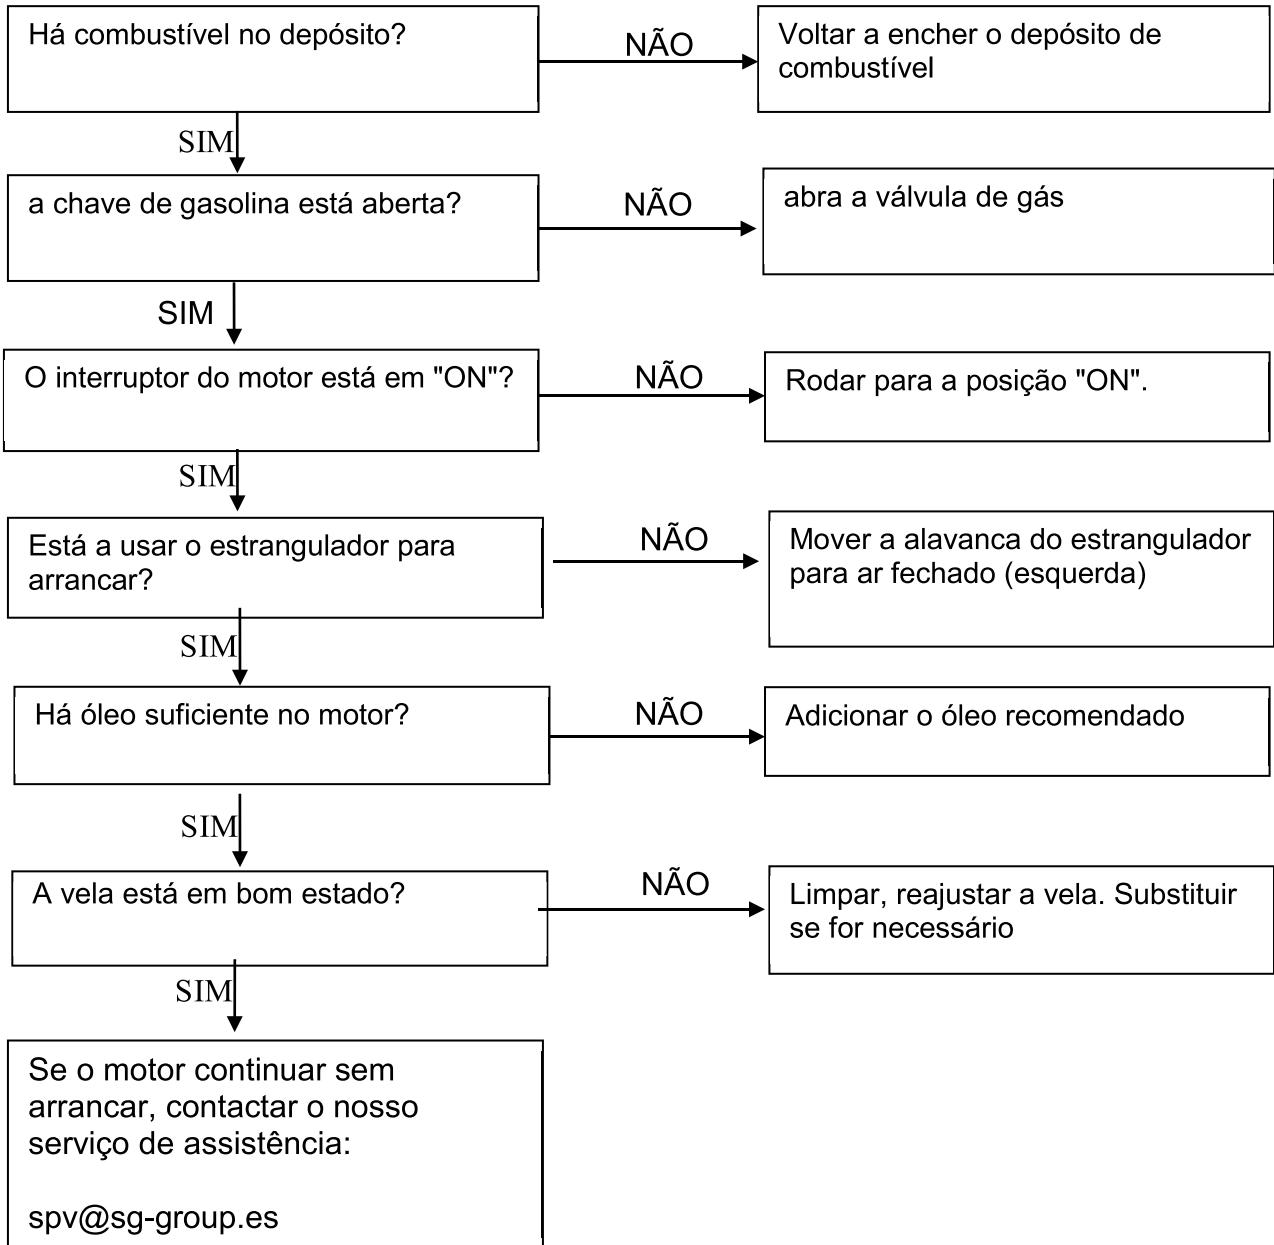 Há combustível no depósito?
NÃO
Voltar a encher o depósito de
combustível
SIM
a chave de gasolina está aberta?
NÃO
abra a válvula de gás
SIM
O interruptor do motor está em "ON"?
NÃO
Rodar para a posição "ON".
SIM
Está a usar o estrangulador para
arrancar?
NÃO
Mover a alavanca do estrangulador
para ar fechado (esquerda)
SIM
Há óleo suficiente no motor?
NÃO
Adicionar o óleo recomendado
SIM
A vela está em bom estado?
NÃO
Limpar, reajustar a vela. Substituir
se for necessário
SIM
Se o motor continuar sem
arrancar, contactar o nosso
serviço de assistência:
spv@sg-group.es